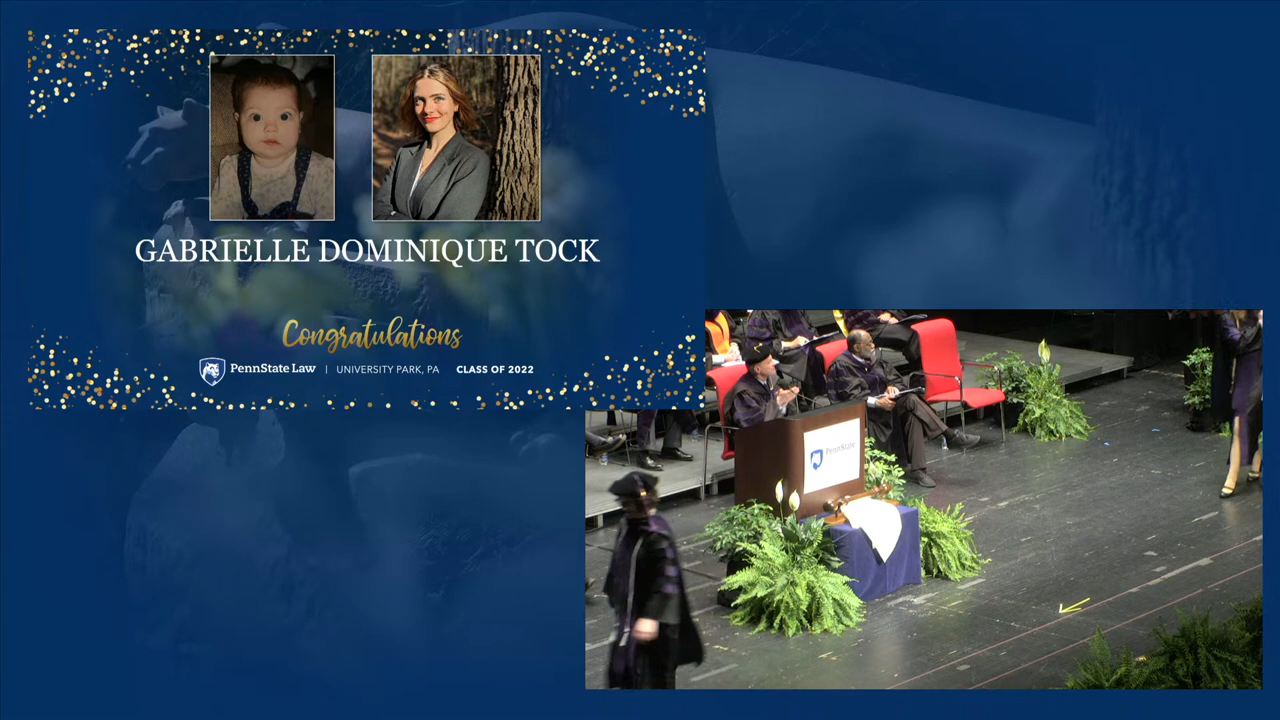 GABRIELLE DOMINIQUE TOCK
Congratulations
PennState Law | UNIVERSITY PARK, PA CLASS OF 2022
PennState